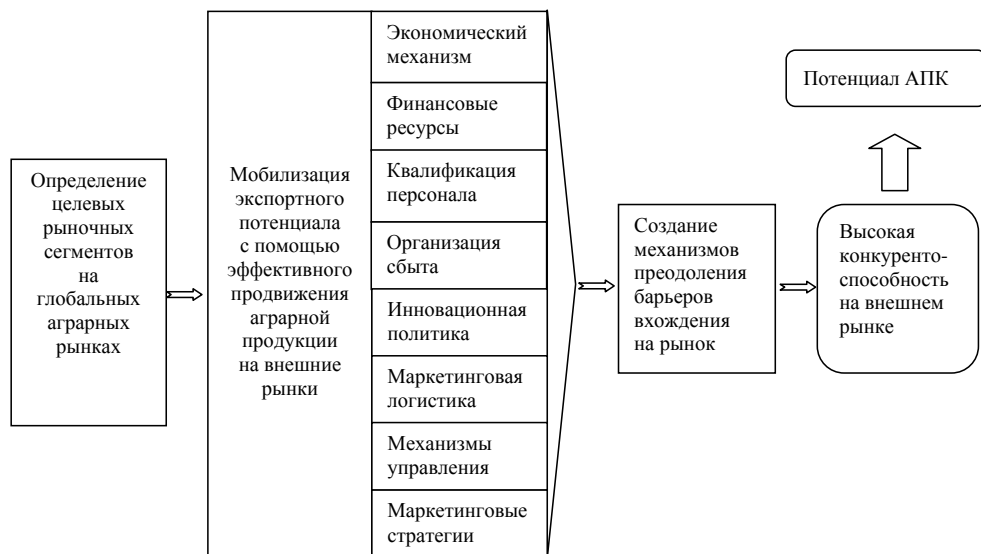 Определение
целевых
рыночных
сегментов
на
глобальных
аграрных
рынках
Мобилизация
экспортного
потенциала
с помощью
эффективного
продвижения
аграрной
продукции
на внешние
рынки
Экономический
механизм
Финансовые
ресурсы
Квалификация
персонала
Организация
сбыта
Инновационная
политика
Маркетинговая
логистика
Механизмы
управления
Маркетинговые
стратегии
Создание
механизмов
преодоления
барьеров
вхождения
на рынок
Высокая
конкуренто-
способность
на внешнем
рынке
Потенциал АПК